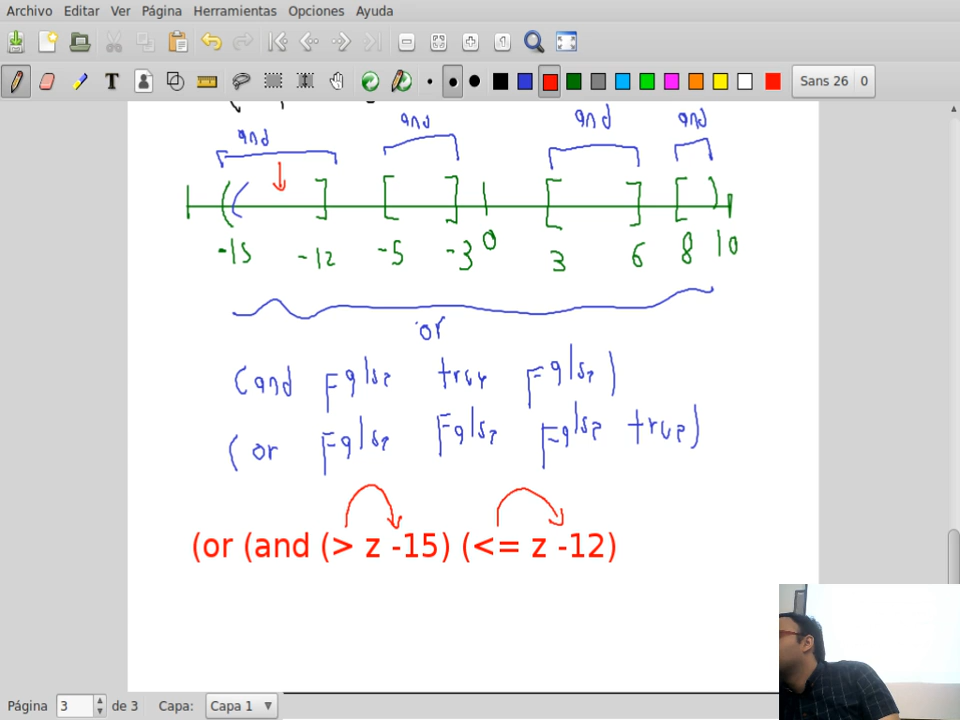 Archivo Editar Ver Página Herramientas Opciones Ayuda
Sans 26 0
and and and and
-15 -12 -5 -3 0 3 6 8 10
or
(and False true False)
(or False False False true)
(or (and (> z -15) (<= z -12)
Página 3 de 3 Capa: Capa 1